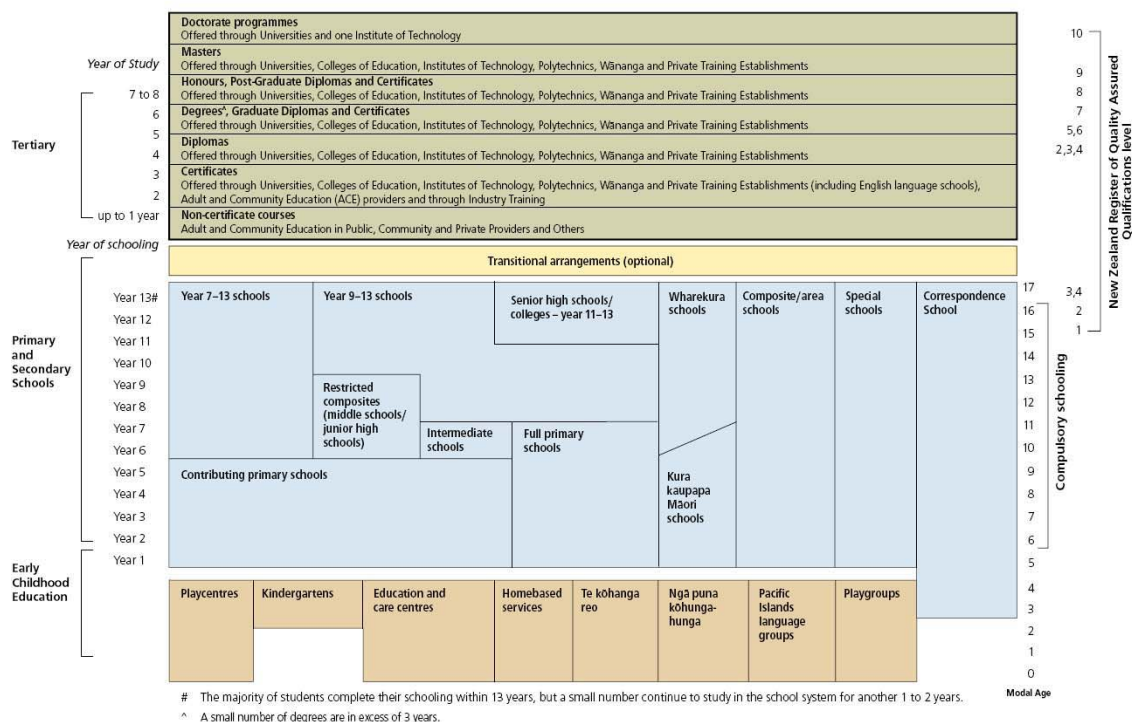 Doctorate programmes
Offered through Universities and one Institute of Technology
10
Year of Study
Masters
Offered through Universities, Colleges of Education, Institutes of Technology, Polytechnics, Wānanga and Private Training Establishments
9
7 to 8
Honours, Post-Graduate Diplomas and Certificates
Offered through Universities, Colleges of Education, Institutes of Technology, Polytechnics, Wānanga and Private Training Establishments
8
6
Degrees^, Graduate Diplomas and Certificates
Offered through Universities, Colleges of Education, Institutes of Technology, Polytechnics, Wānanga and Private Training Establishments
7
5
5,6
Tertiary
4
Diplomas
Offered through Universities, Colleges of Education, Institutes of Technology, Polytechnics, Wānanga and Private Training Establishments
2,3,4
3
2
Certificates
Offered through Universities, Colleges of Education, Institutes of Technology, Polytechnics, Wānanga and Private Training Establishments (including English language schools),
Adult and Community Education (ACE) providers and through Industry Training
up to 1 year
Non-certificate courses
Adult and Community Education in Public, Community and Private Providers and Others
New Zealand Register of Quality Assured
Qualifications level
Year of schooling
Transitional arrangements (optional)
Primary
and
Secondary
Schools
Year 13#
Year 12
Year 11
Year 10
Year 9
Year 8
Year 7
Year 6
Year 5
Year 4
Year 3
Year 2
Year 1
Year 7–13 schools
Year 9–13 schools
Senior high schools/
colleges – year 11–13
Wharekura
schools
Composite/area
schools
Special
schools
Correspondence
School
Restricted
composites
(middle schools/
junior high
schools)
Intermediate
schools
Full primary
schools
Contributing primary schools
Kura
kaupapa
Māori
schools
17
16
15
14
13
12
11
10
9
8
7
6
5
4
3
2
1
0
Modal Age
3,4
2
1
Compulsory schooling
Early
Childhood
Education
Playcentres
Kindergartens
Education and
care centres
Homebased
services
Te kōhanga
reo
Ngā puna
kōhunga-
hunga
Pacific
Islands
language
groups
Playgroups
# The majority of students complete their schooling within 13 years, but a small number continue to study in the school system for another 1 to 2 years.
^ A small number of degrees are in excess of 3 years.